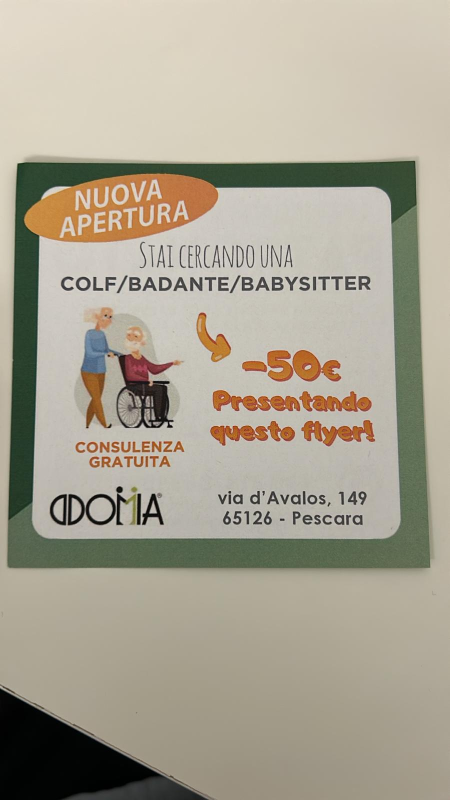 NUOVA
APERTURA
STAI CERCANDO UNA
COLF/BADANTE/BABYSITTER
-50€
Presentando
questo flyer!
CONSULENZA
GRATUITA
ADOMIA®
via d'Avalos, 149
65126 - Pescara